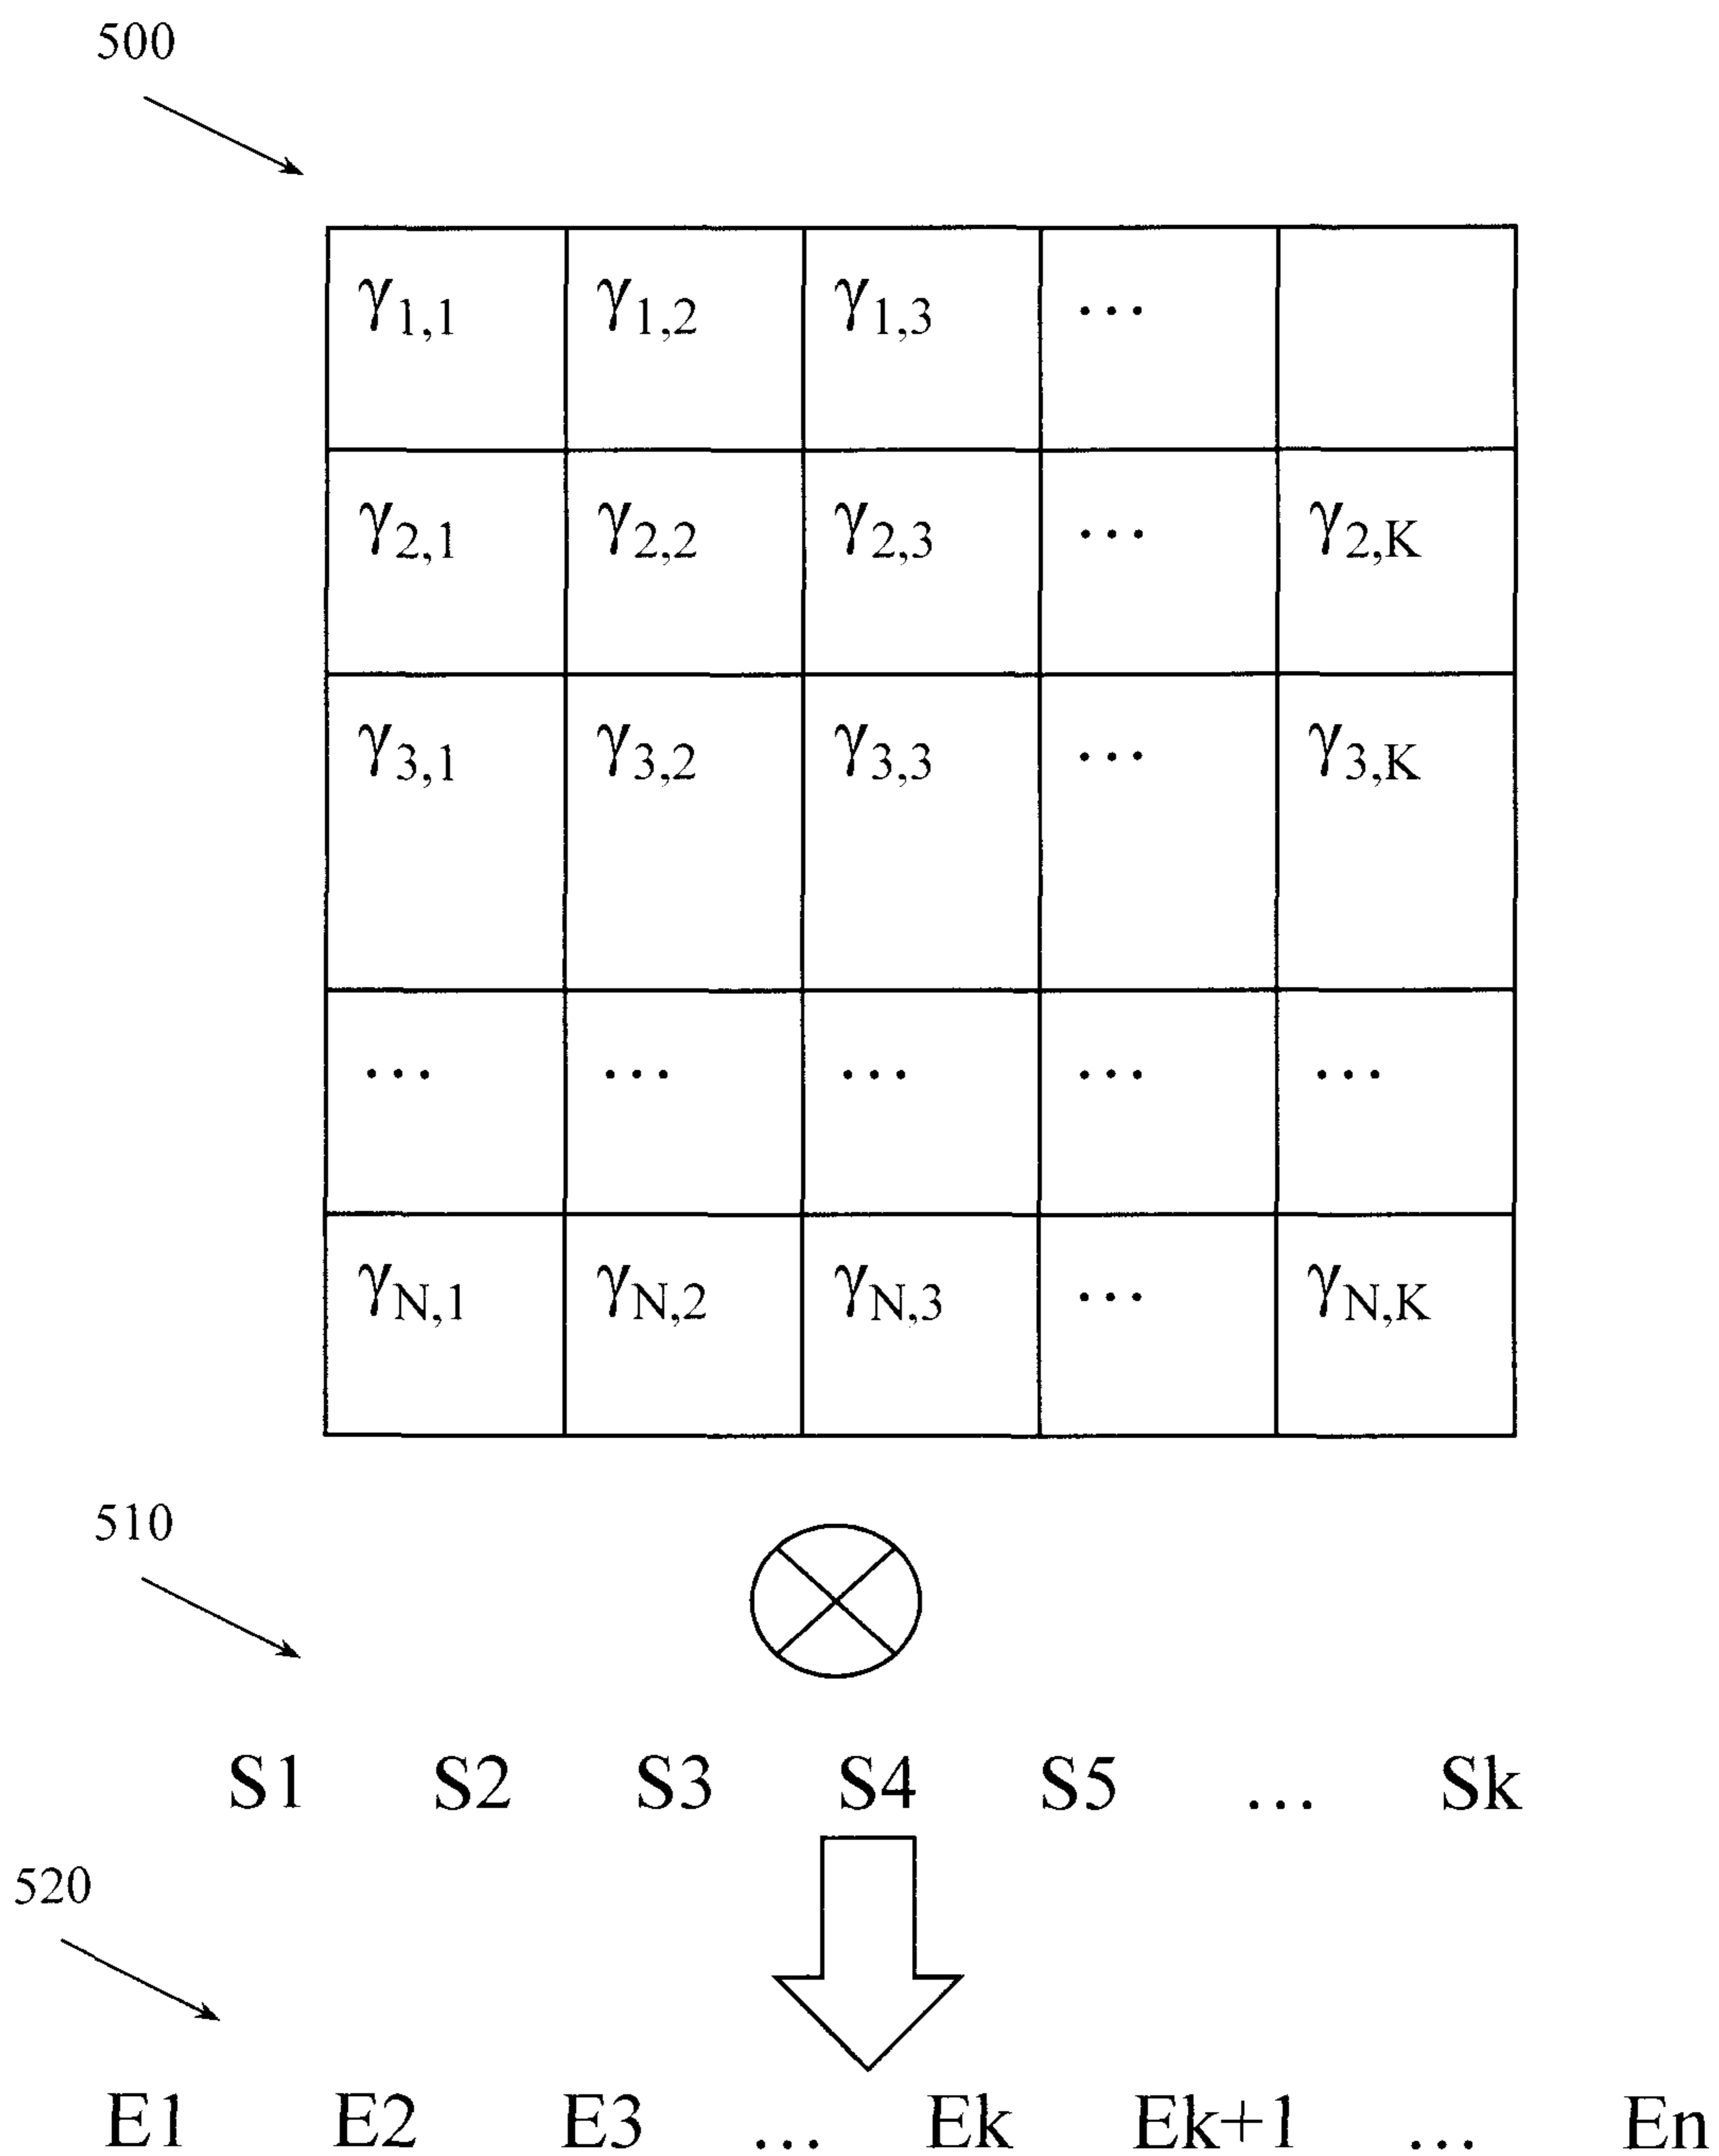 500
γ1,1 γ1,2 γ1,3 ...
γ2,1 γ2,2 γ2,3 ... γ2,K
γ3,1 γ3,2 γ3,3 ... γ3,K
... ... ... ... ...
γN,1 γN,2 γN,3 ... γN,K
510
S1 S2 S3 S4 S5 ... Sk
520
E1 E2 E3 ... Ek Ek+1 ... En